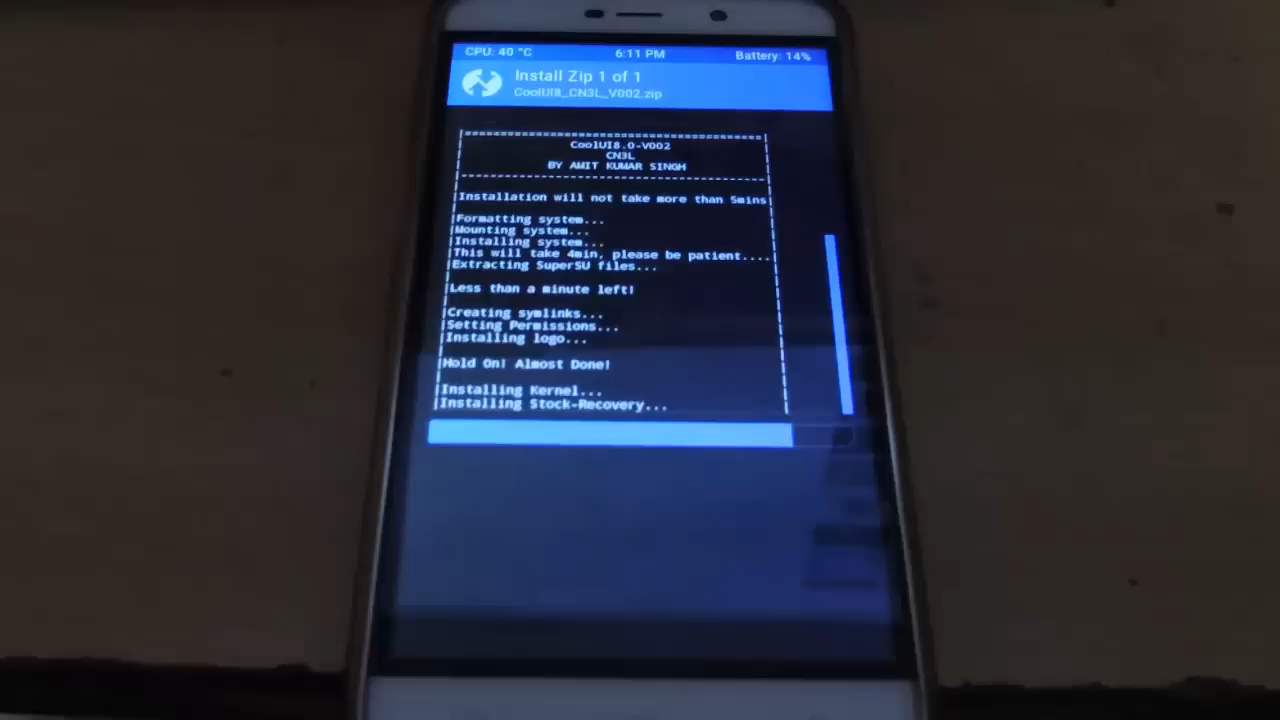 CPU: 40 °C 6:11 PM Battery: 14%
Install Zip 1 of 1
CoolUI8_CN3L_V002.zip
CoolUI8.0-V002
CN3L
BY AMIT KUMAR SINGH
Installation will not take more than 5mins
Formatting system...
Mounting system...
Installing system...
This will take 4min, please be patient....
Extracting SuperSU files...
Less than a minute left!
Creating symlinks...
Setting Permissions...
Installing logo...
Hold On! Almost Done!
Installing Kernel...
Installing Stock-Recovery...